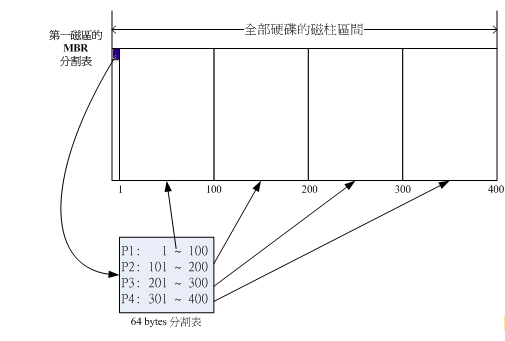 全部硬碟的磁柱區間
第一磁區的
MBR
分割表
1
100
200
300
400
P1: 1 ~ 100
P2: 101 ~ 200
P3: 201 ~ 300
P4: 301 ~ 400
64 bytes 分割表